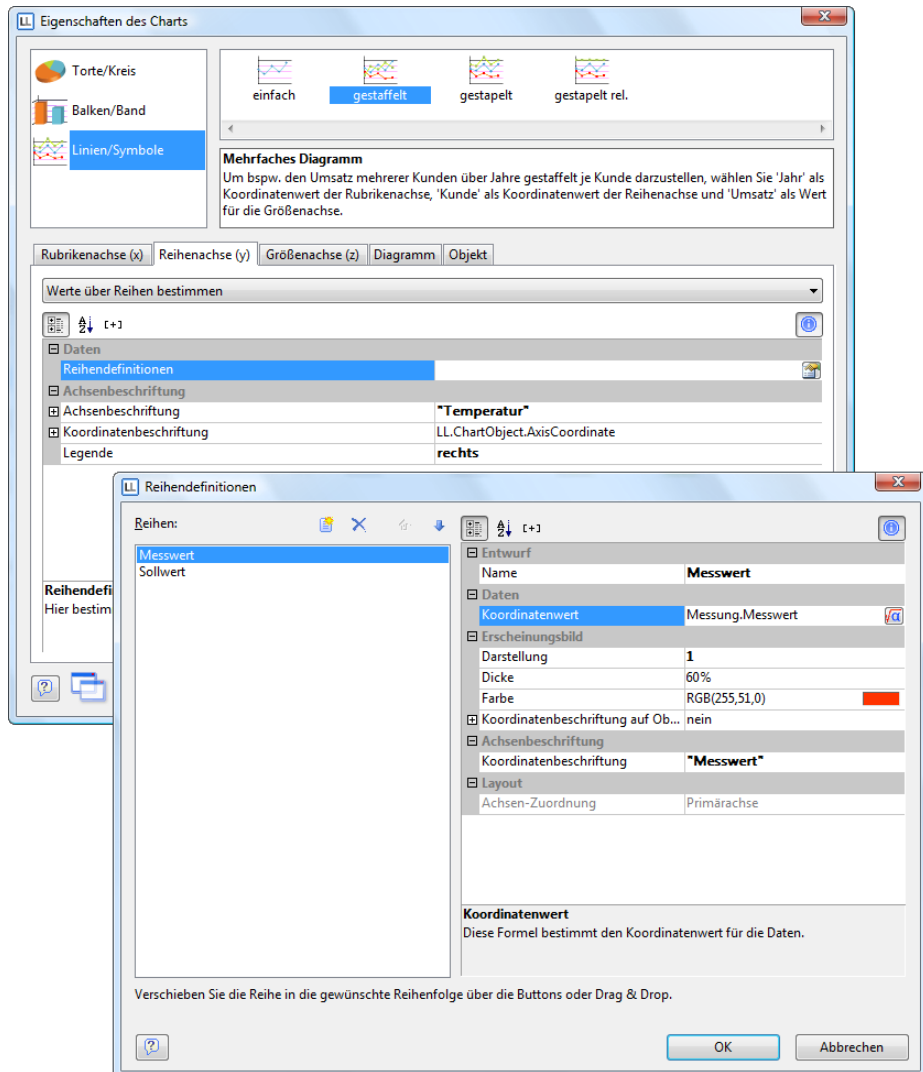 LL Eigenschaften des Charts
Torte/Kreis
Balken/Band
Linien/Symbole
einfach
gestaffelt
gestapelt
gestapelt rel.
Mehrfaches Diagramm
Um bspw. den Umsatz mehrerer Kunden über Jahre gestaffelt je Kunde darzustellen, wählen Sie 'Jahr' als
Koordinatenwert der Rubrikenachse, 'Kunde' als Koordinatenwert der Reihenachse und 'Umsatz' als Wert
für die Größenachse.
Rubrikenachse (x) Reihenachse (y) Größenachse (z) Diagramm Objekt
Werte über Reihen bestimmen
A Z [+]
Daten
Reihendefinitionen
Achsenbeschriftung
Achsenbeschriftung "Temperatur"
Koordinatenbeschriftung LL.ChartObject.AxisCoordinate
Legende rechts
Reihendefi
Hier bestim
LL Reihendefinitionen
Reihen:
Messwert
Sollwert
A Z [+]
Entwurf
Name Messwert
Daten
Koordinatenwert Messung.Messwert √α
Erscheinungsbild
Darstellung 1
Dicke 60%
Farbe RGB(255,51,0)
Koordinatenbeschriftung auf Ob... nein
Achsenbeschriftung
Koordinatenbeschriftung "Messwert"
Layout
Achsen-Zuordnung Primärachse
Koordinatenwert
Diese Formel bestimmt den Koordinatenwert für die Daten.
Verschieben Sie die Reihe in die gewünschte Reihenfolge über die Buttons oder Drag & Drop.
OK Abbrechen